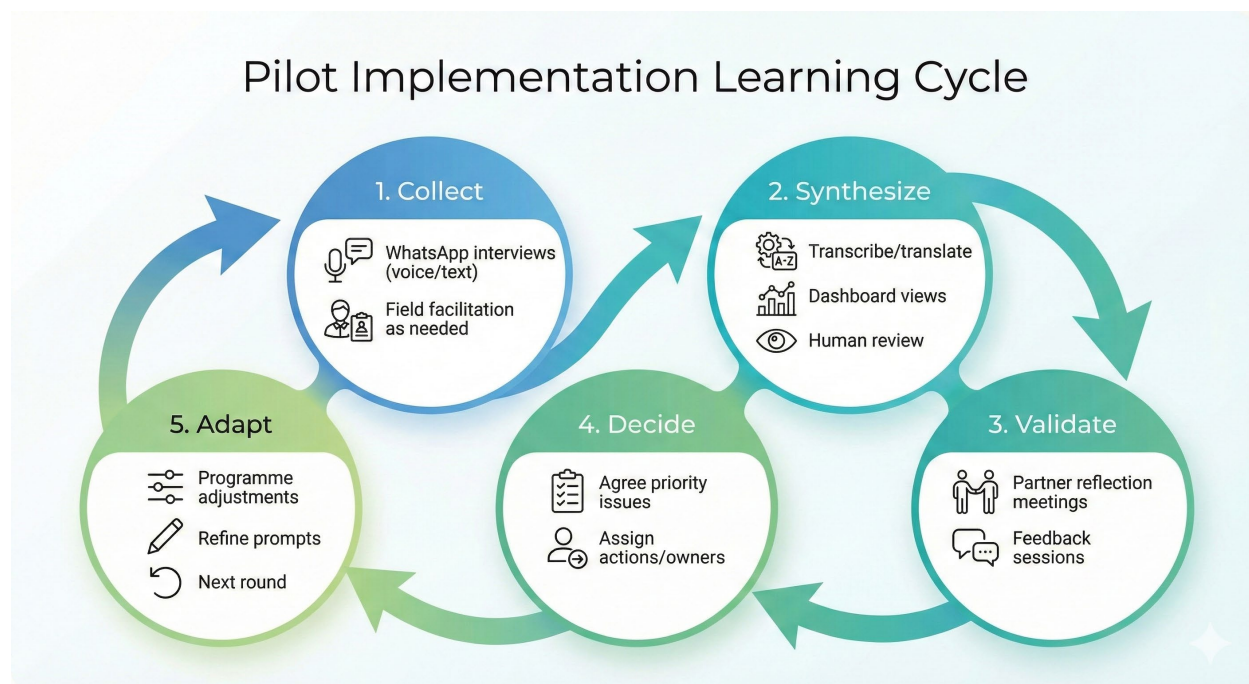 Pilot Implementation Learning Cycle
1. Collect
WhatsApp interviews
(voice/text)
Field facilitation
as needed
2. Synthesize
A-Z
Transcribe/translate
Dashboard views
Human review
3. Validate
Partner reflection
meetings
Feedback
sessions
4. Decide
Agree priority
issues
Assign
actions/owners
5. Adapt
Programme
adjustments
Refine prompts
Next round